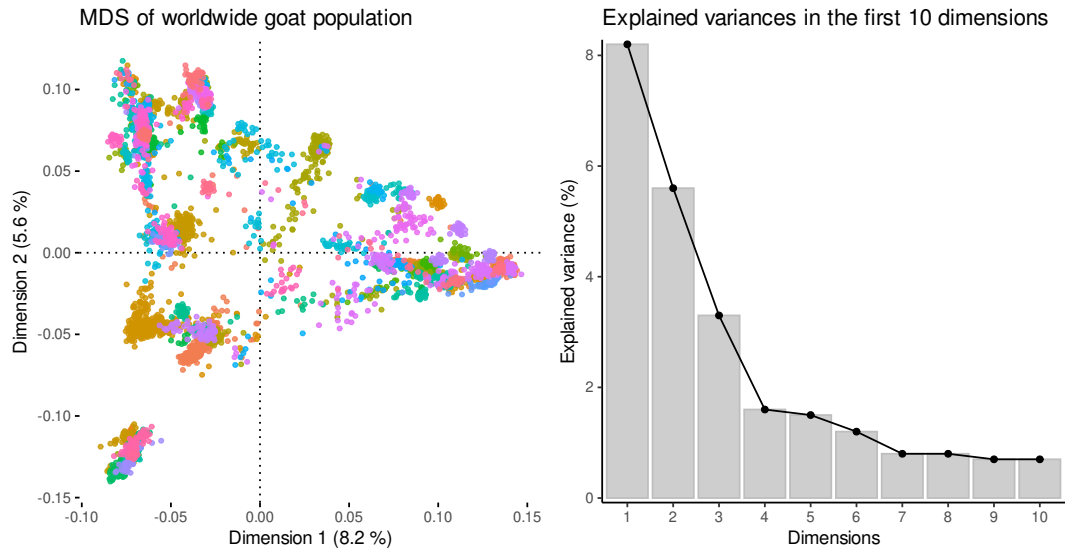 MDS of worldwide goat population
0.10
0.05
0.00
-0.05
-0.10
-0.15
-0.10
-0.05
0.00
0.05
0.10
0.15
Dimension 1 (8.2 %)
Dimension 2 (5.6 %)
Explained variances in the first 10 dimensions
8
6
4
2
0
1 2 3 4 5 6 7 8 9 10
Dimensions
Explained variance (%)